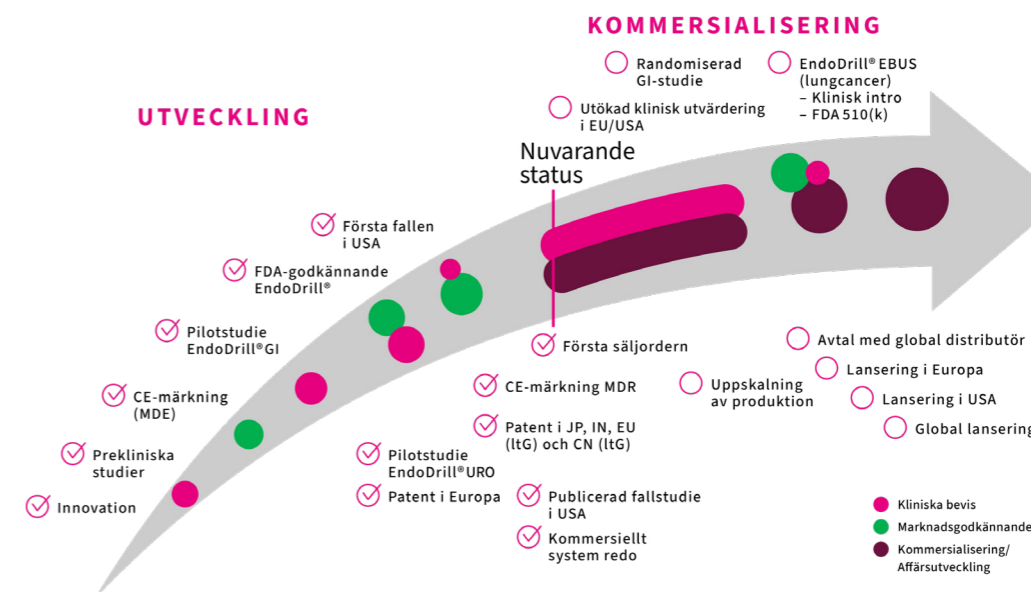 KOMMERSIALISERING
Randomiserad
GI-studie
EndoDrill® EBUS
(lungcancer)
– Klinisk intro
– FDA 510(k)
Utökad klinisk utvärdering
i EU/USA
UTVECKLING
Nuvarande
status
Första fallen
i USA
FDA-godkännande
EndoDrill®
Pilotstudie
EndoDrill®GI
CE-märkning
(MDE)
Prekliniska
studier
Innovation
Första säljordern
CE-märkning MDR
Patent i JP, IN, EU
(ltG) och CN (ltG)
Pilotstudie
EndoDrill®URO
Patent i Europa
Publicerad fallstudie
i USA
Kommersiellt
system redo
Uppskalning
av produktion
Avtal med global distributör
Lansering i Europa
Lansering i USA
Global lansering
Kliniska bevis
Marknadsgodkännande
Kommersialisering/
Affärsutveckling